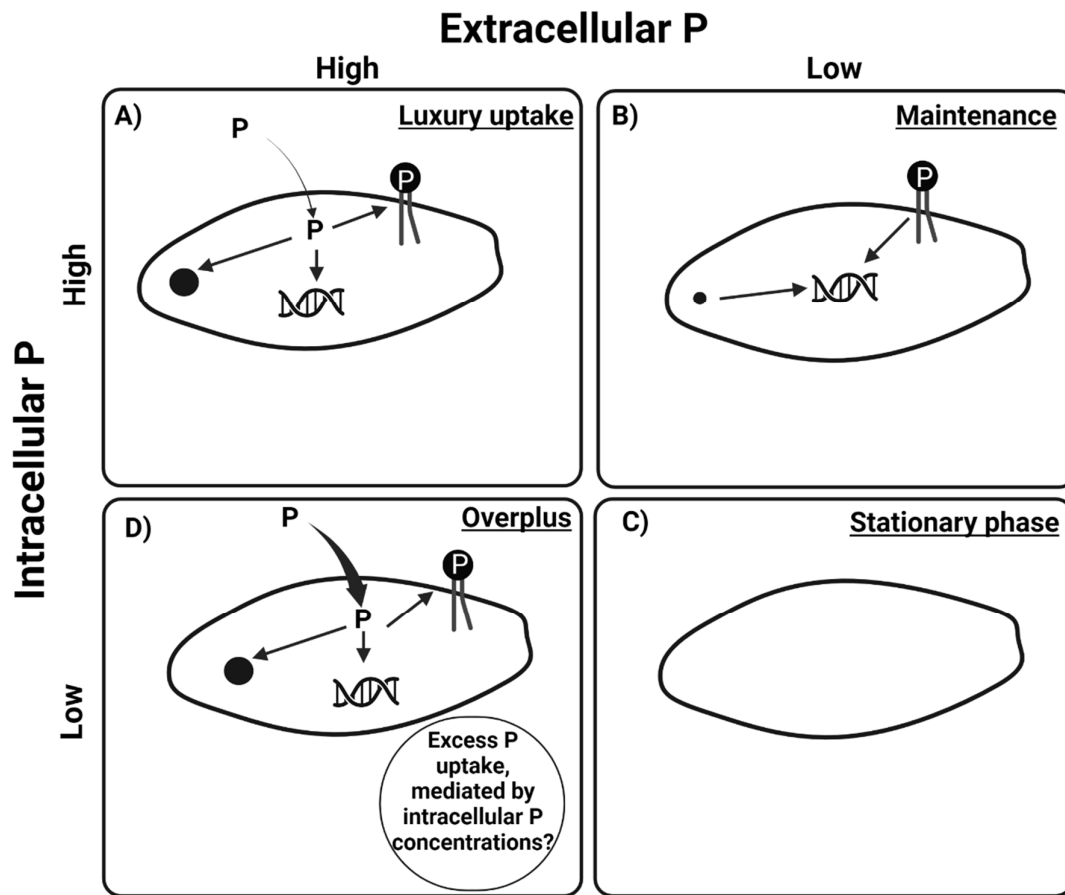 Extracellular P
High
Low
Intracellular P
High
Low
A)
Luxury uptake
P
P
P
B)
Maintenance
P
D)
Overplus
P
P
P
Excess P
uptake,
mediated by
intracellular P
concentrations?
C)
Stationary phase